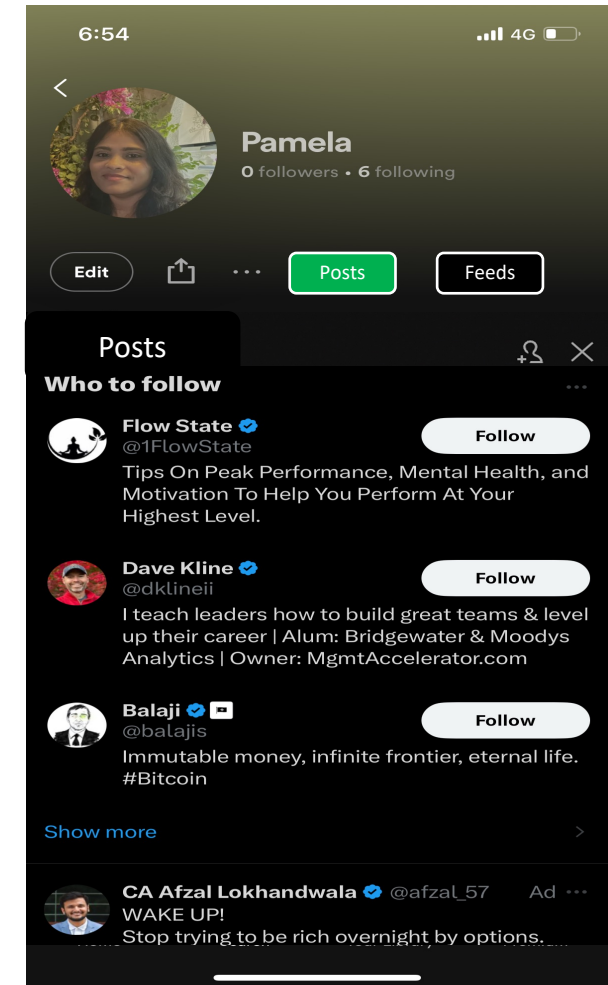 6:54
4G
Pamela
0 followers • 6 following
Edit
Posts
Feeds
Posts
Who to follow
Flow State
@1FlowState
Follow
Tips On Peak Performance, Mental Health, and
Motivation To Help You Perform At Your
Highest Level.
Dave Kline
@dklineii
Follow
I teach leaders how to build great teams & level
up their career | Alum: Bridgewater & Moodys
Analytics | Owner: MgmtAccelerator.com
Balaji
@balajis
Follow
Immutable money, infinite frontier, eternal life.
#Bitcoin
Show more
CA Afzal Lokhandwala @afzal_57 Ad
WAKE UP!
Stop trying to be rich overnight by options.